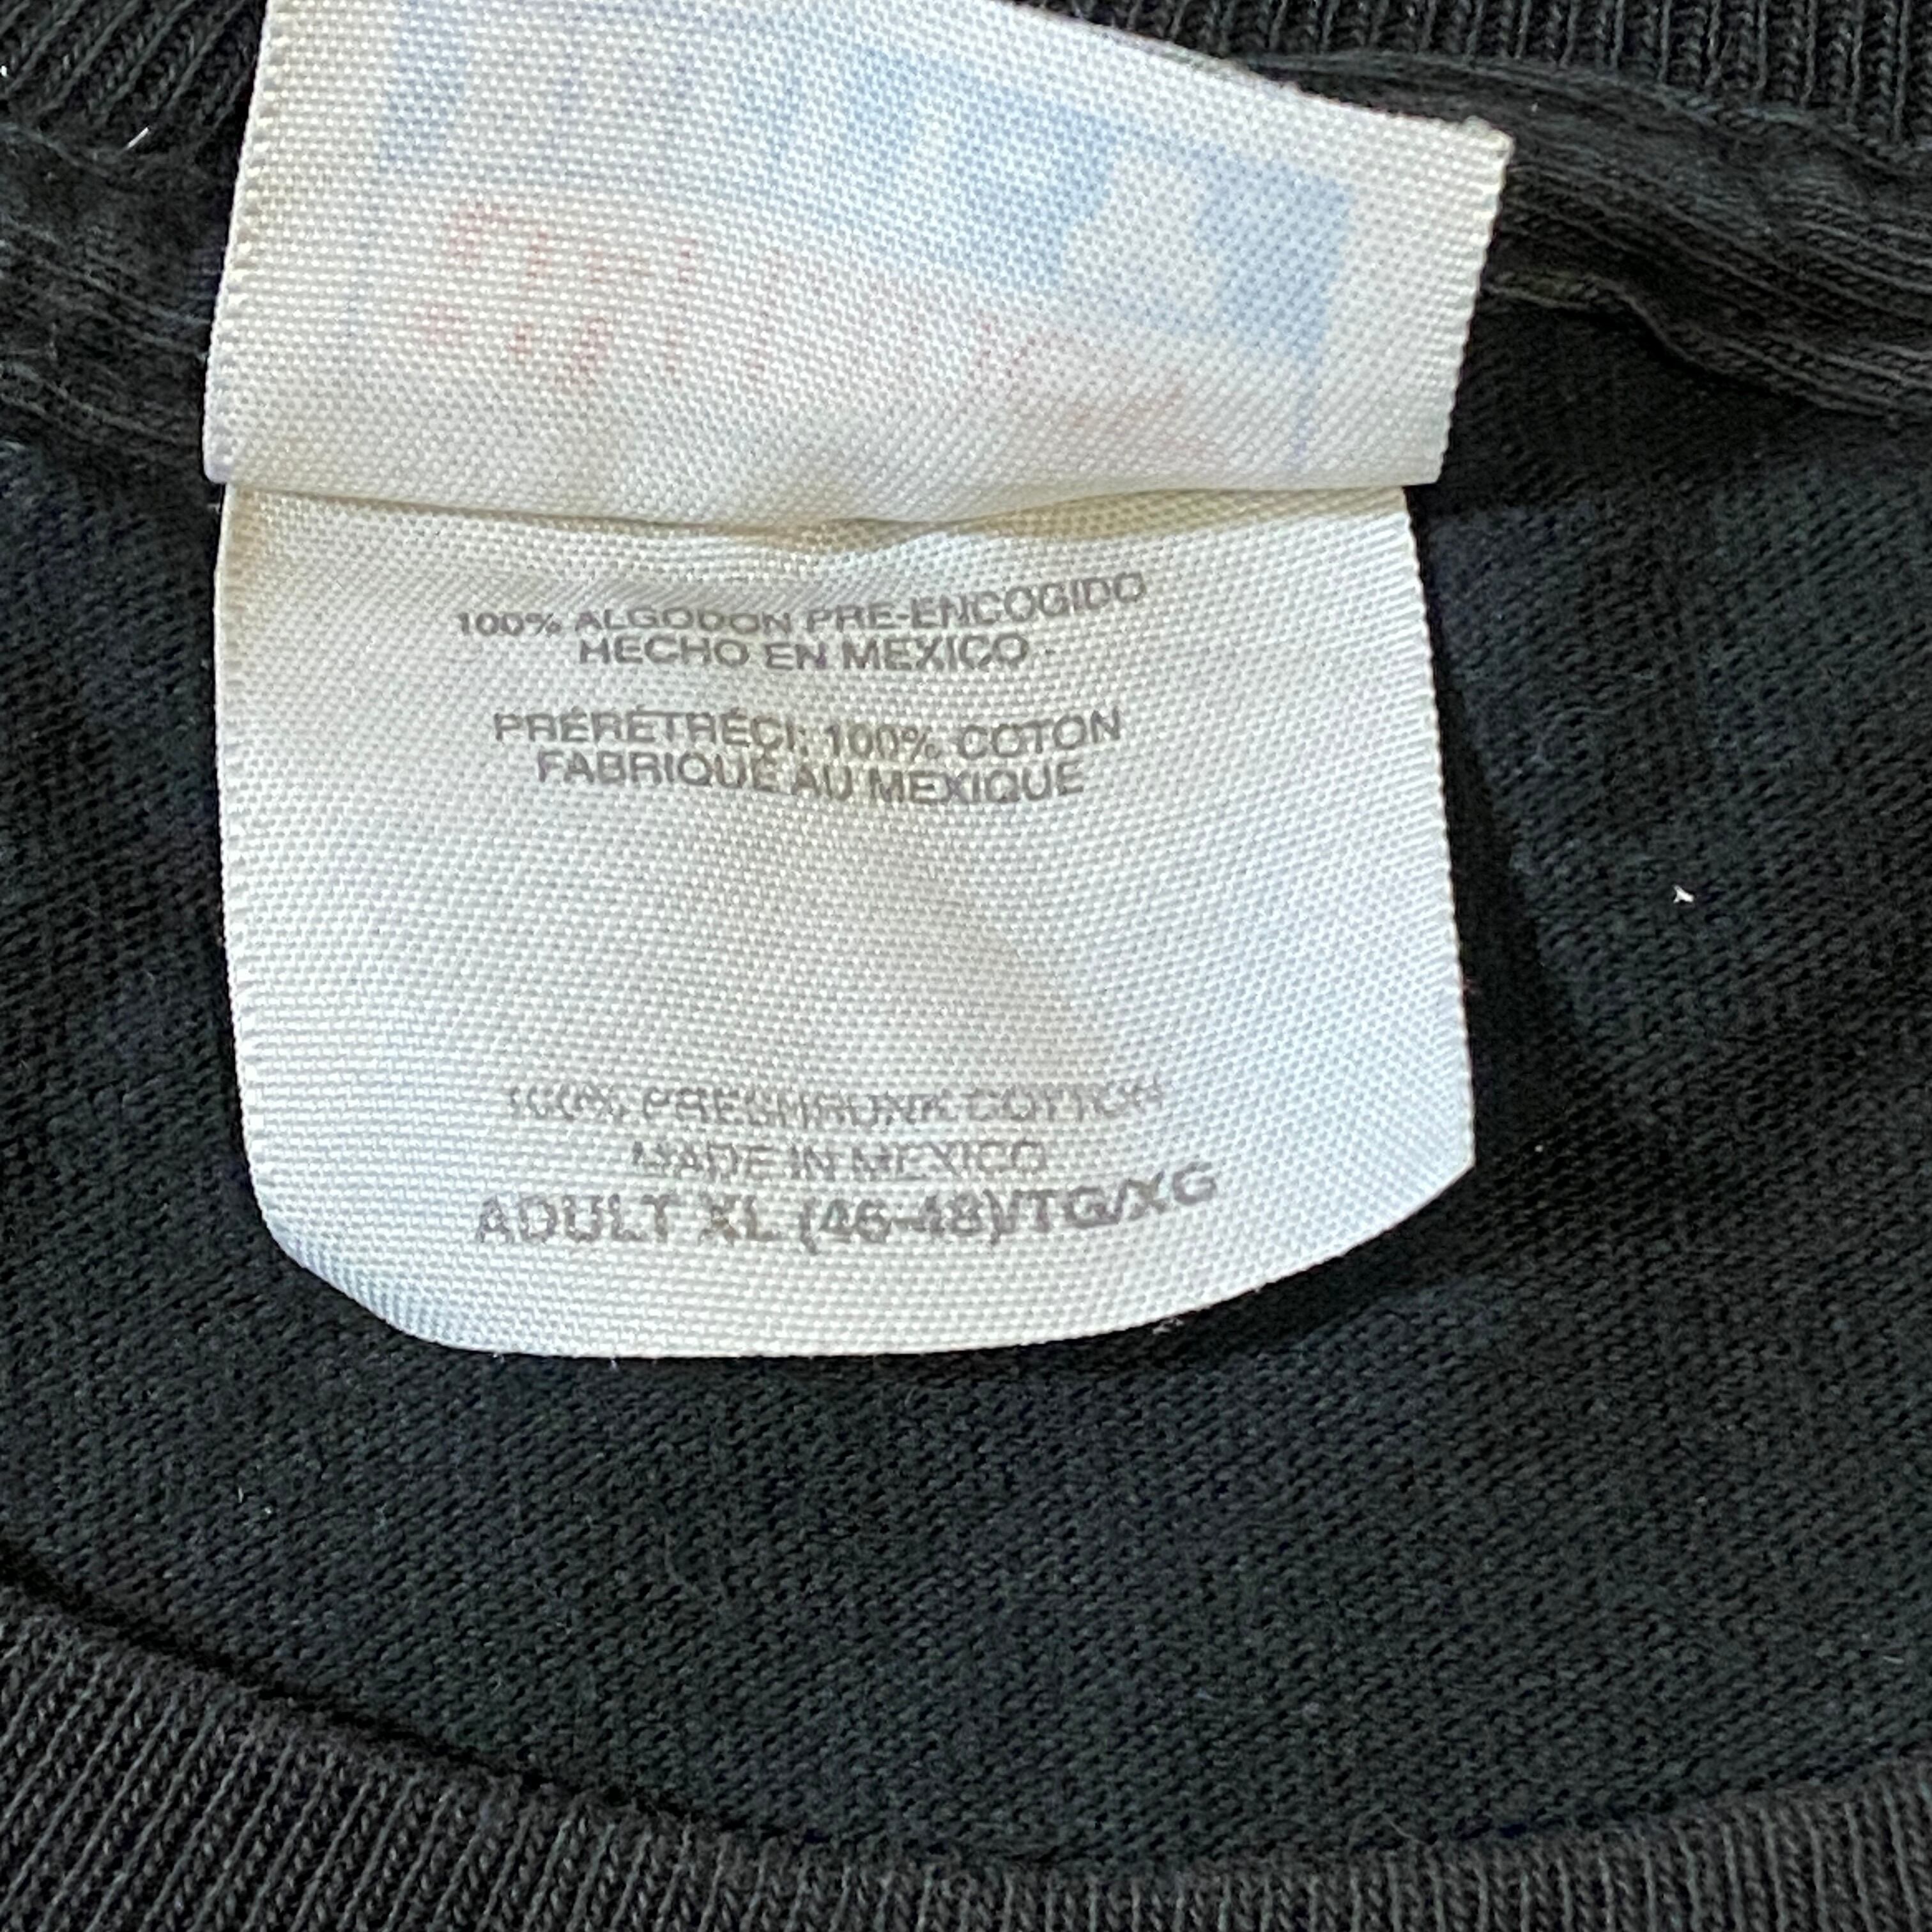 100% ALGODON PRE-ENCOGIDO
HECHO EN MEXICO
PRÉRÉTRÉCI: 100% COTON
FABRIQUÉ AU MEXIQUE
100% PRESHRUNK COTTON
MADE IN MEXICO
ADULT XL (46-48)/TG/XG